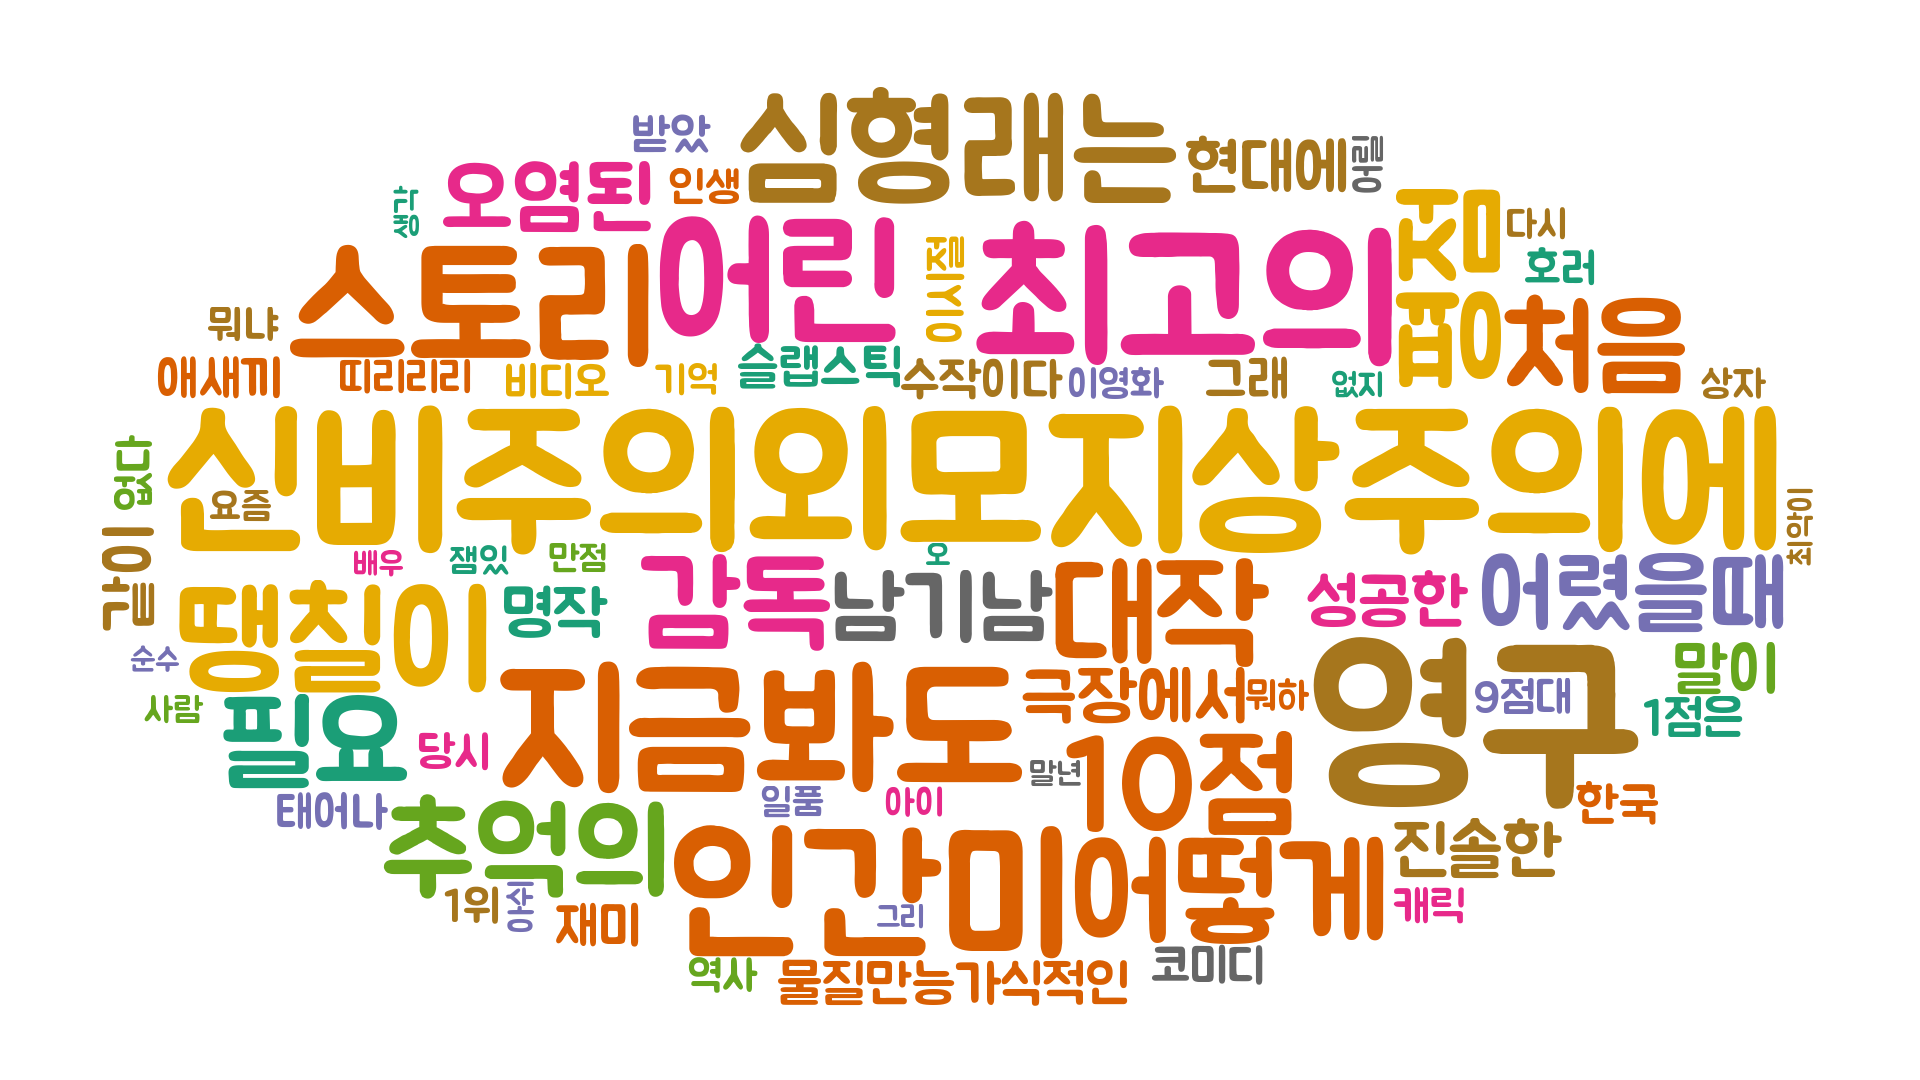 받았
심형래는
현대에
웰
오염된
인생
생각
스토리
어린
이시절
최고의
점
평
다시
호러
처음
뭐냐
애새끼
띠리리리
비디오
기억
슬랩스틱
수작이다
이영화
그래
없지
상자
신비주의외모지상주의에
없다
요즘
같이
배우
잼있
만점
오
최악이
땡칠이
명작
감독
남기남
대작
성공한
어렸을때
순수
말이
사람
필요
당시
지금봐도
극장에서
뭐하
영구
9점대
1점은
태어나
추억의
일품
아이
말년
10점
한국
진솔한
1위
재미
인간미
그리
어떻게
캐릭
역사
물질만능가식적인
코미디